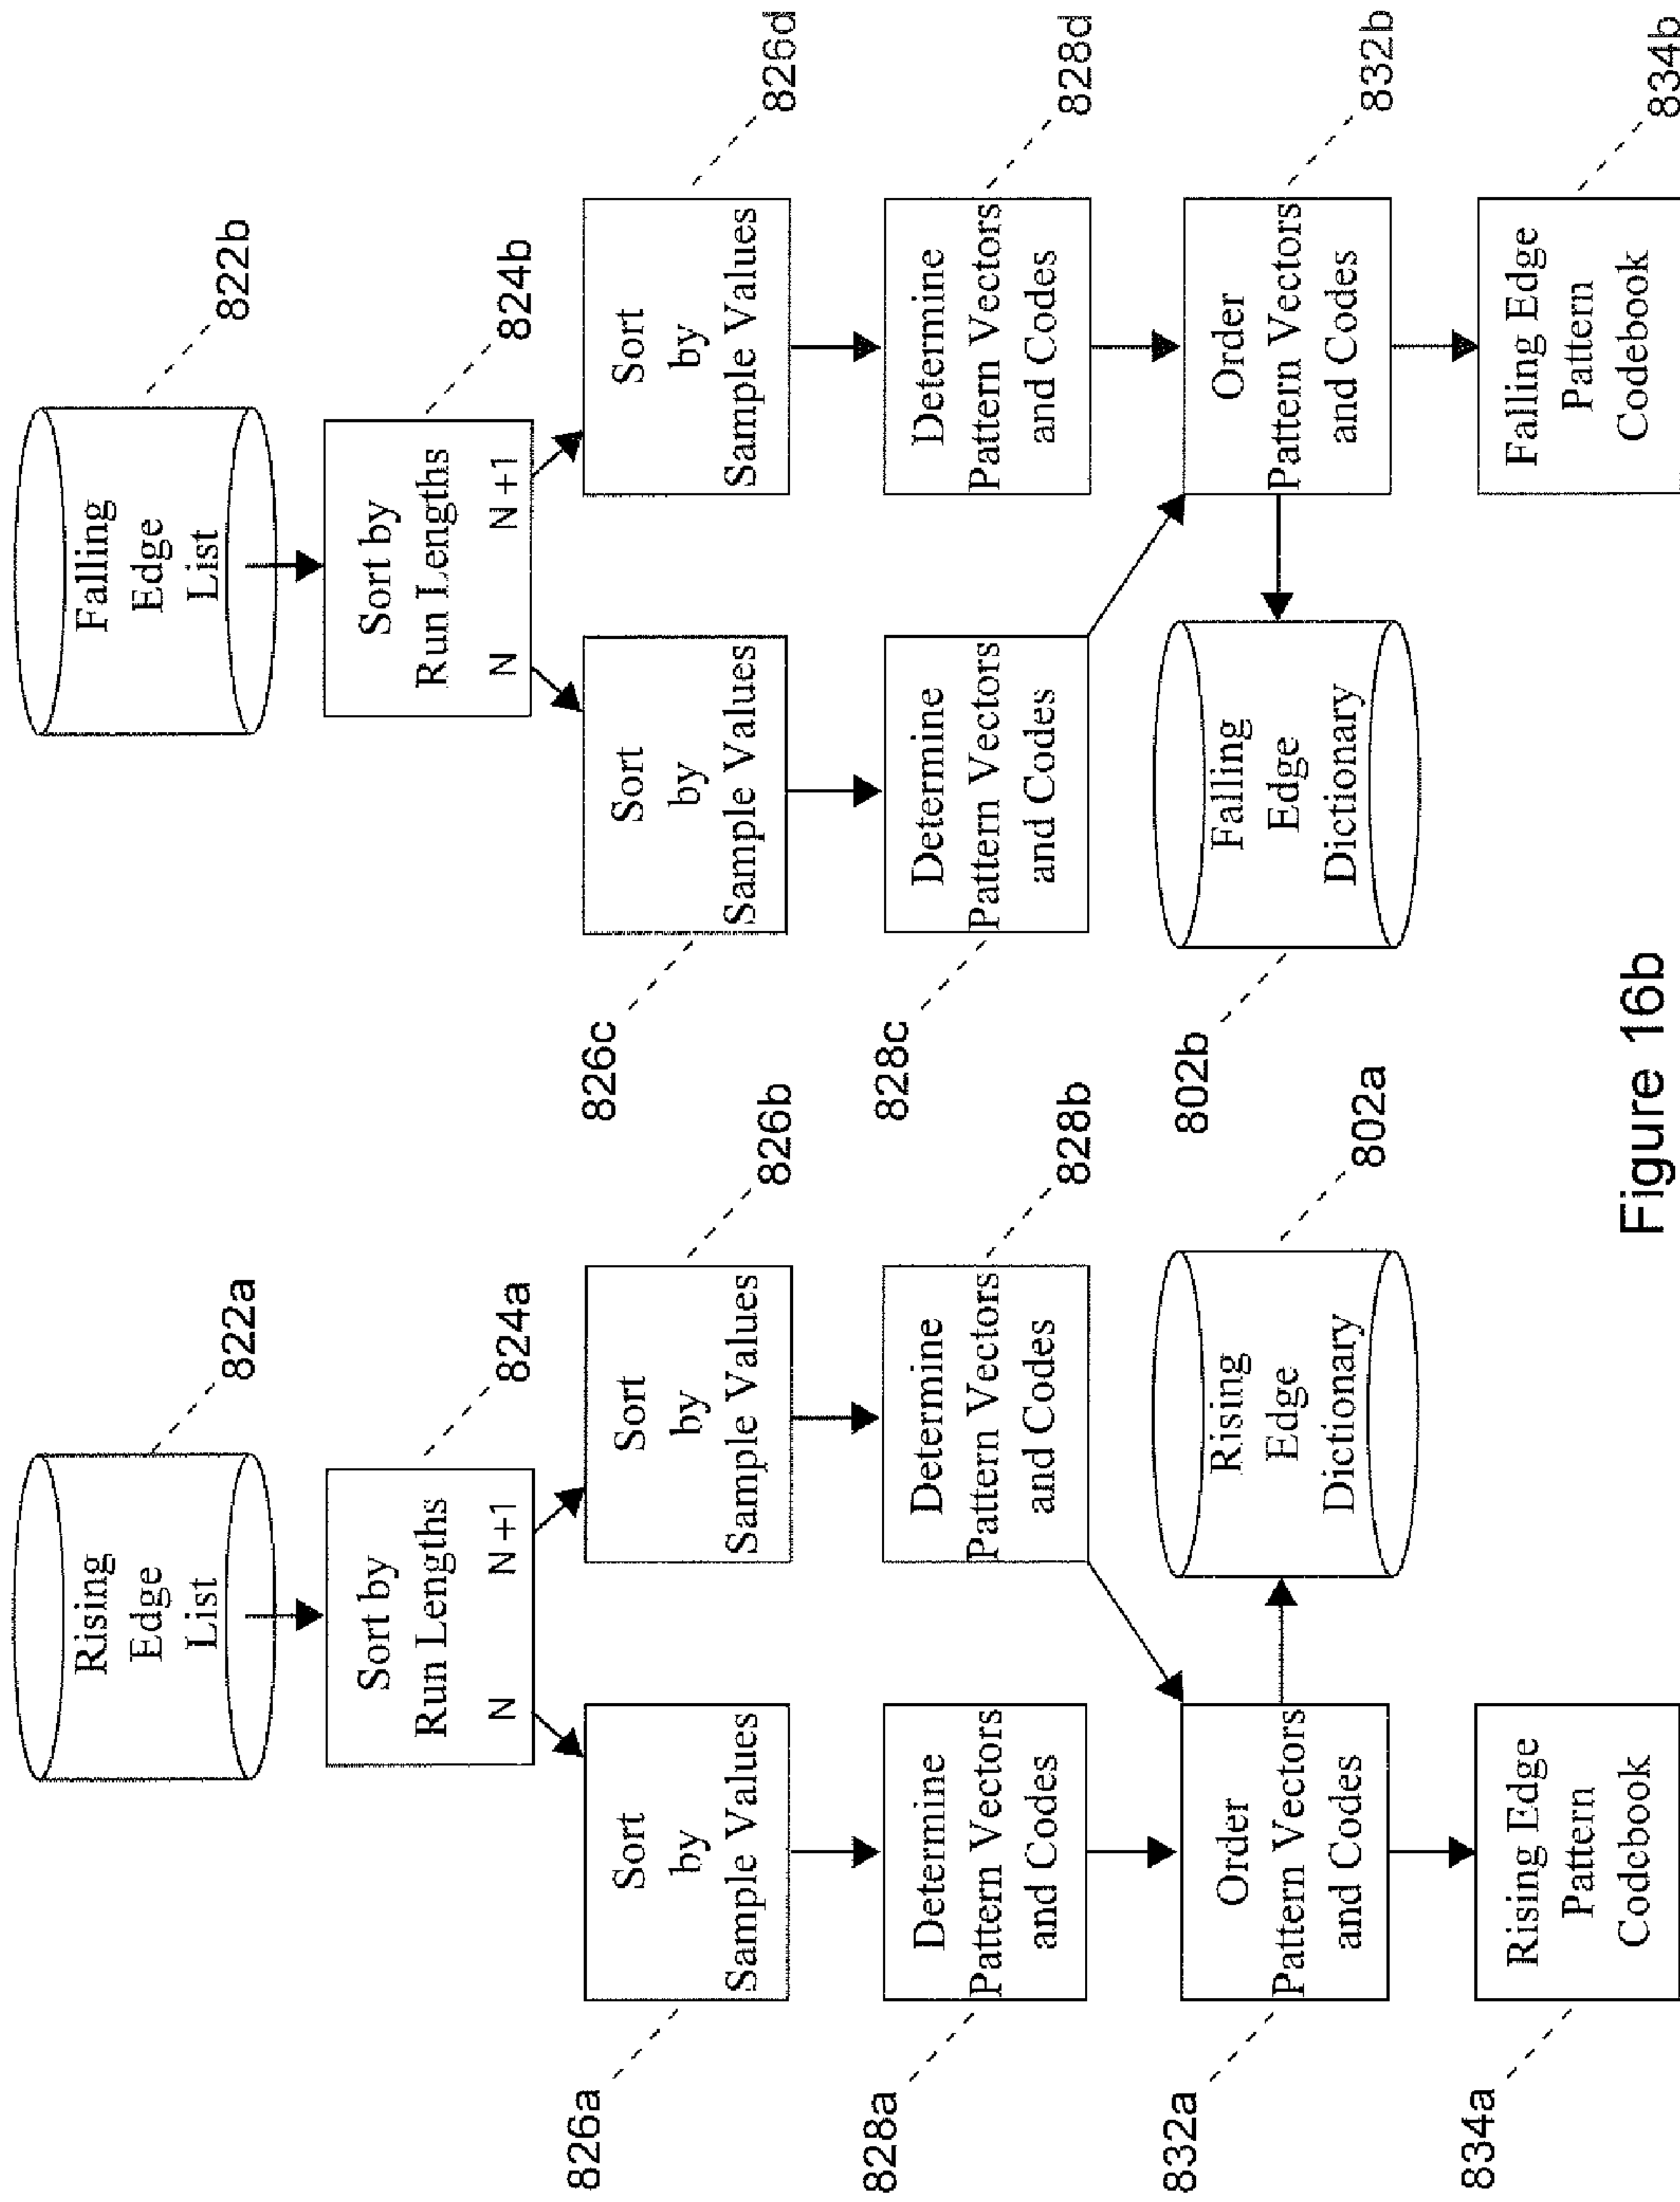 822a
Rising
Edge
List
824a
Sort by
Run Lengths
N
N+1
826a
Sort
by
Sample Values
826b
Sort
by
Sample Values
828a
Determine
Pattern Vectors
and Codes
828b
Determine
Pattern Vectors
and Codes
832a
Order
Pattern Vectors
and Codes
802a
Rising
Edge
Dictionary
834a
Rising Edge
Pattern
Codebook
822b
Falling
Edge
List
824b
Sort by
Run Lengths
N
N+1
826c
Sort
by
Sample Values
826d
Sort
by
Sample Values
828c
Determine
Pattern Vectors
and Codes
828d
Determine
Pattern Vectors
and Codes
802b
Falling
Edge
Dictionary
832b
Order
Pattern Vectors
and Codes
834b
Falling Edge
Pattern
Codebook
Figure 16b